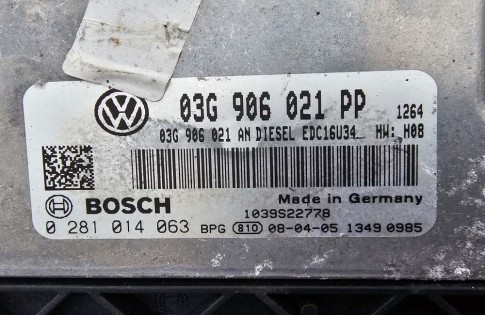 03G 906 021 PP 1264
03G 906 021 AN DIESEL EDC16U34 HW: H08
BOSCH Made in Germany
1039S22778
0 281 014 063 BPG 810 08-04-05 1349 0985